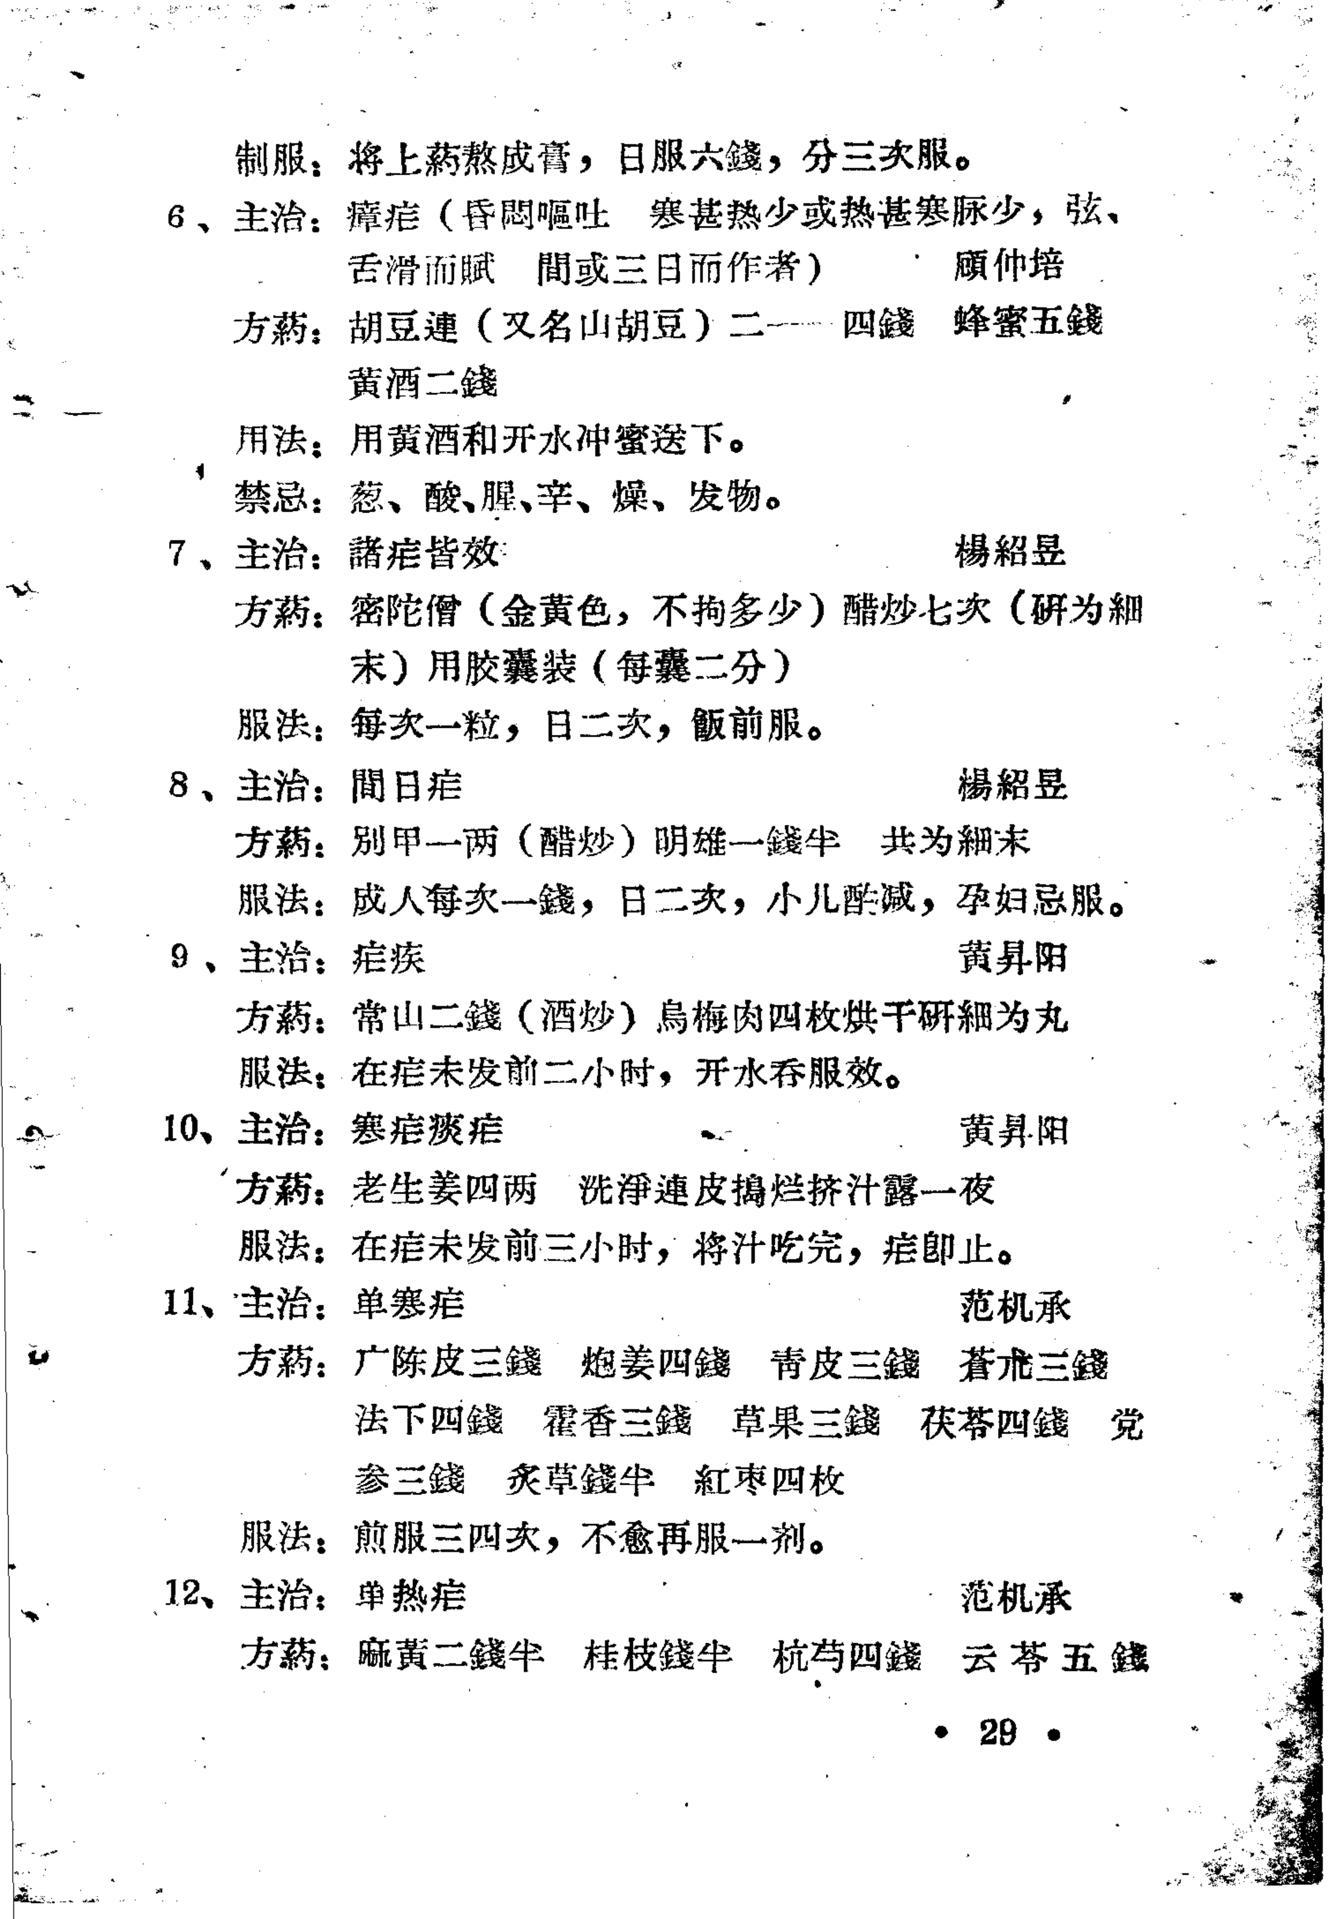 制服：将上葯熬成膏，日服六錢，分三次服。
6、主治：瘴疟（昏悶嘔吐　寒甚热少或热甚寒脉少，弦、
舌滑而賦　間或三日而作者）　顧仲培
方葯：胡豆連（又名山胡豆）二——四錢　蜂蜜五錢
黄酒二錢
用法：用黄酒和开水冲蜜送下。
禁忌：葱、酸、腥、辛、燥、发物。
7、主治：諸疟皆效　楊紹昱
方葯：密陀僧（金黄色，不拘多少）醋炒七次（研为細
末）用胶囊装（每囊二分）
服法：每次一粒，日二次，飯前服。
8、主治：間日疟　楊紹昱
方葯：別甲一两（醋炒）明雄一錢半　共为細末
服法：成人每次一錢，日二次，小儿酌减，孕妇忌服。
9、主治：疟疾　黄昇阳
方葯：常山二錢（酒炒）烏梅肉四枚烘干研細为丸
服法：在疟未发前二小时，开水吞服效。
10、主治：寒疟痰疟　黄昇阳
方葯：老生姜四两　洗淨連皮搗烂挤汁露一夜
服法：在疟未发前三小时，将汁吃完，疟卽止。
11、主治：单寒疟　范机承
方葯：广陈皮三錢　炮姜四錢　靑皮三錢　蒼朮三錢
法下四錢　霍香三錢　草果三錢　茯苓四錢　党
参三錢　炙草錢半　紅枣四枚
服法：煎服三四次，不愈再服一剂。
12、主治：单热疟　范机承
方葯：麻黄二錢半　桂枝錢半　杭芍四錢　云苓五錢
• 29 •